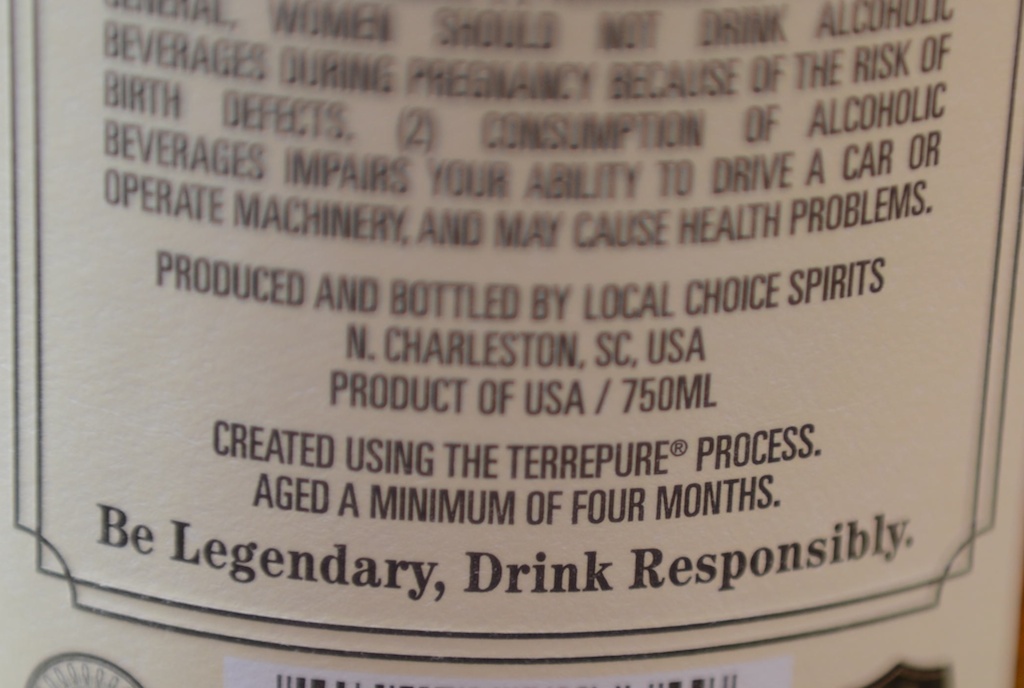 GENERAL, WOMEN SHOULD NOT DRINK ALCOHOLIC
BEVERAGES DURING PREGNANCY BECAUSE OF THE RISK OF
BIRTH DEFECTS. (2) CONSUMPTION OF ALCOHOLIC
BEVERAGES IMPAIRS YOUR ABILITY TO DRIVE A CAR OR
OPERATE MACHINERY, AND MAY CAUSE HEALTH PROBLEMS.
PRODUCED AND BOTTLED BY LOCAL CHOICE SPIRITS
N. CHARLESTON, SC, USA
PRODUCT OF USA / 750ML
CREATED USING THE TERREPURE® PROCESS.
AGED A MINIMUM OF FOUR MONTHS.
Be Legendary, Drink Responsibly.